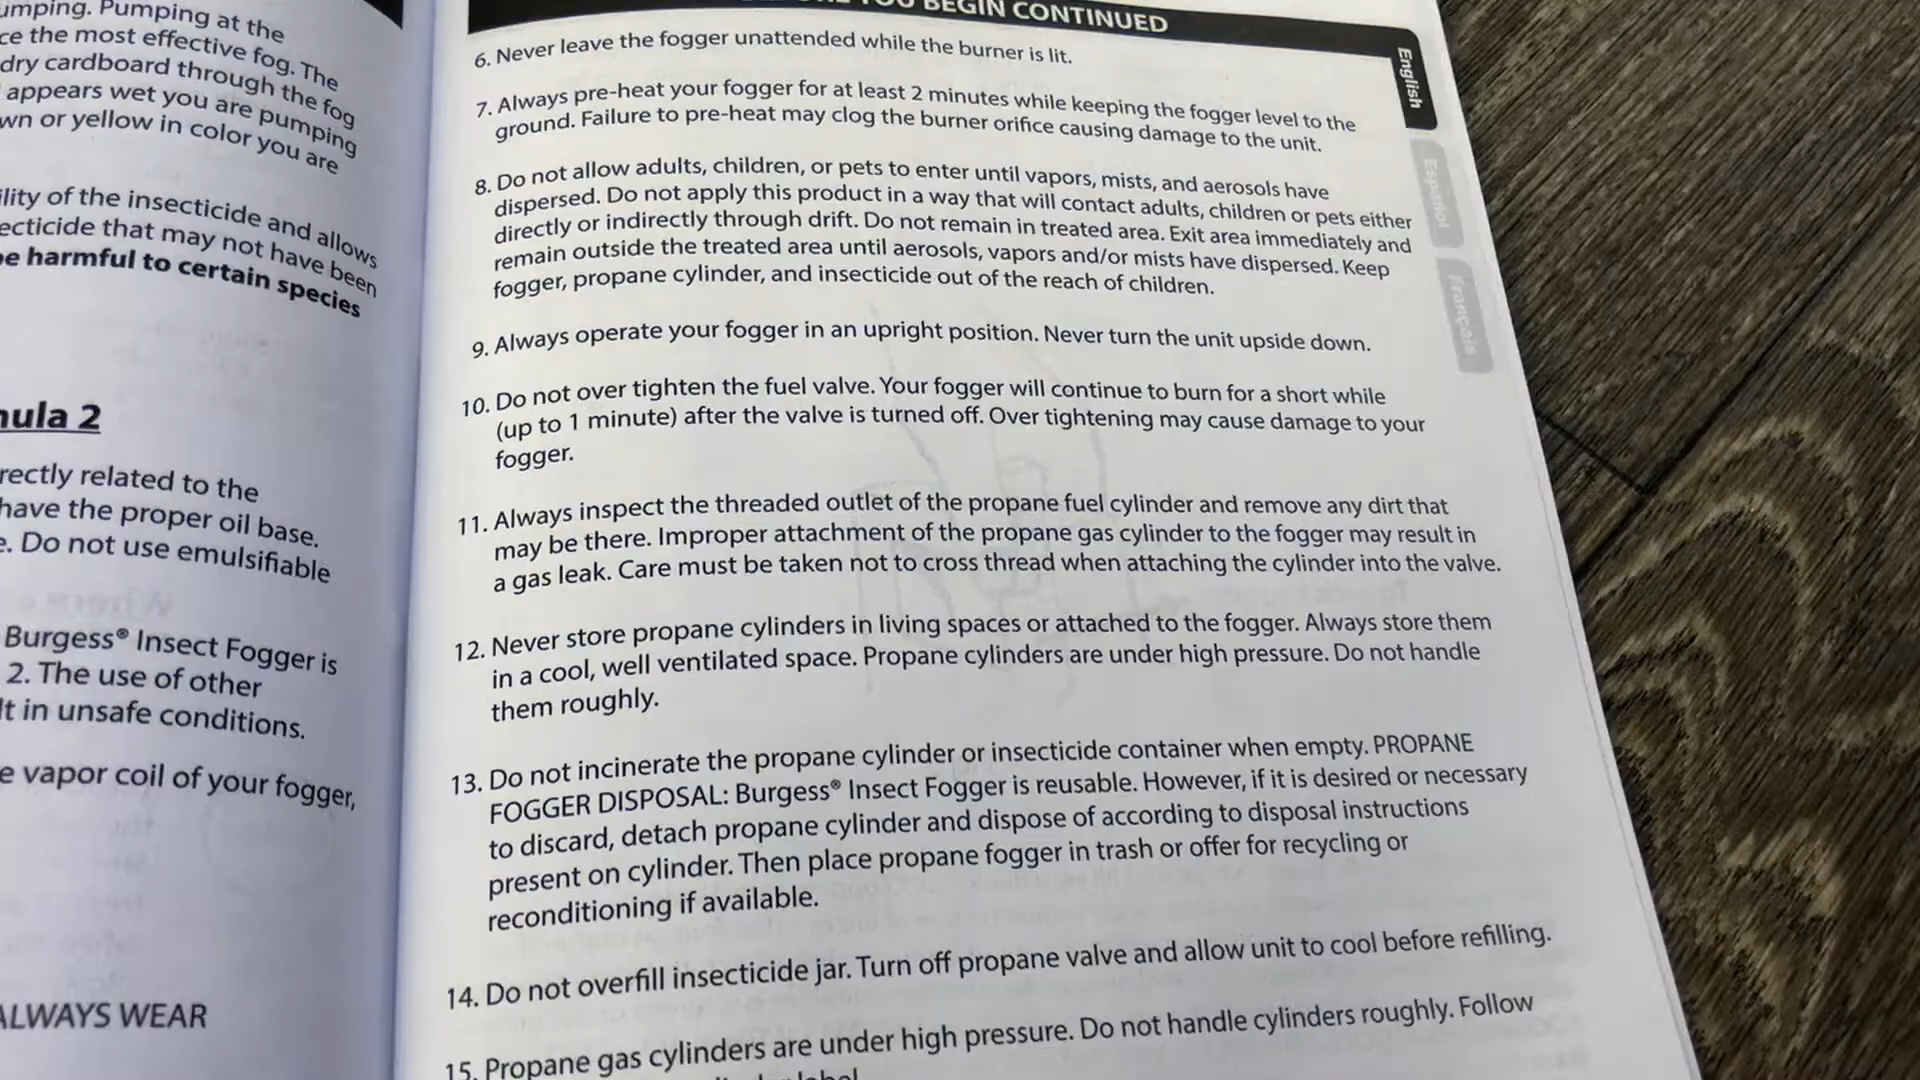 Pumping. Pumping at the
ce the most effective fog. The
dry cardboard through the fog
appears wet you are pumping
wn or yellow in color you are
ility of the insecticide and allows
ecticide that may not have been
be harmful to certain species
mula 2
rectly related to the
have the proper oil base.
e. Do not use emulsifiable
Burgess® Insect Fogger is
2. The use of other
lt in unsafe conditions.
e vapor coil of your fogger,
ALWAYS WEAR
BEFORE YOU BEGIN CONTINUED
6. Never leave the fogger unattended while the burner is lit.
7. Always pre-heat your fogger for at least 2 minutes while keeping the fogger level to the
ground. Failure to pre-heat may clog the burner orifice causing damage to the unit.
8. Do not allow adults, children, or pets to enter until vapors, mists, and aerosols have
dispersed. Do not apply this product in a way that will contact adults, children or pets either
directly or indirectly through drift. Do not remain in treated area. Exit area immediately and
remain outside the treated area until aerosols, vapors and/or mists have dispersed. Keep
fogger, propane cylinder, and insecticide out of the reach of children.
9. Always operate your fogger in an upright position. Never turn the unit upside down.
10. Do not over tighten the fuel valve. Your fogger will continue to burn for a short while
(up to 1 minute) after the valve is turned off. Over tightening may cause damage to your
fogger.
11. Always inspect the threaded outlet of the propane fuel cylinder and remove any dirt that
may be there. Improper attachment of the propane gas cylinder to the fogger may result in
a gas leak. Care must be taken not to cross thread when attaching the cylinder into the valve.
12. Never store propane cylinders in living spaces or attached to the fogger. Always store them
in a cool, well ventilated space. Propane cylinders are under high pressure. Do not handle
them roughly.
13. Do not incinerate the propane cylinder or insecticide container when empty. PROPANE
FOGGER DISPOSAL: Burgess® Insect Fogger is reusable. However, if it is desired or necessary
to discard, detach propane cylinder and dispose of according to disposal instructions
present on cylinder. Then place propane fogger in trash or offer for recycling or
reconditioning if available.
14. Do not overfill insecticide jar. Turn off propane valve and allow unit to cool before refilling.
15. Propane gas cylinders are under high pressure. Do not handle cylinders roughly. Follow
label
English
Español
Français